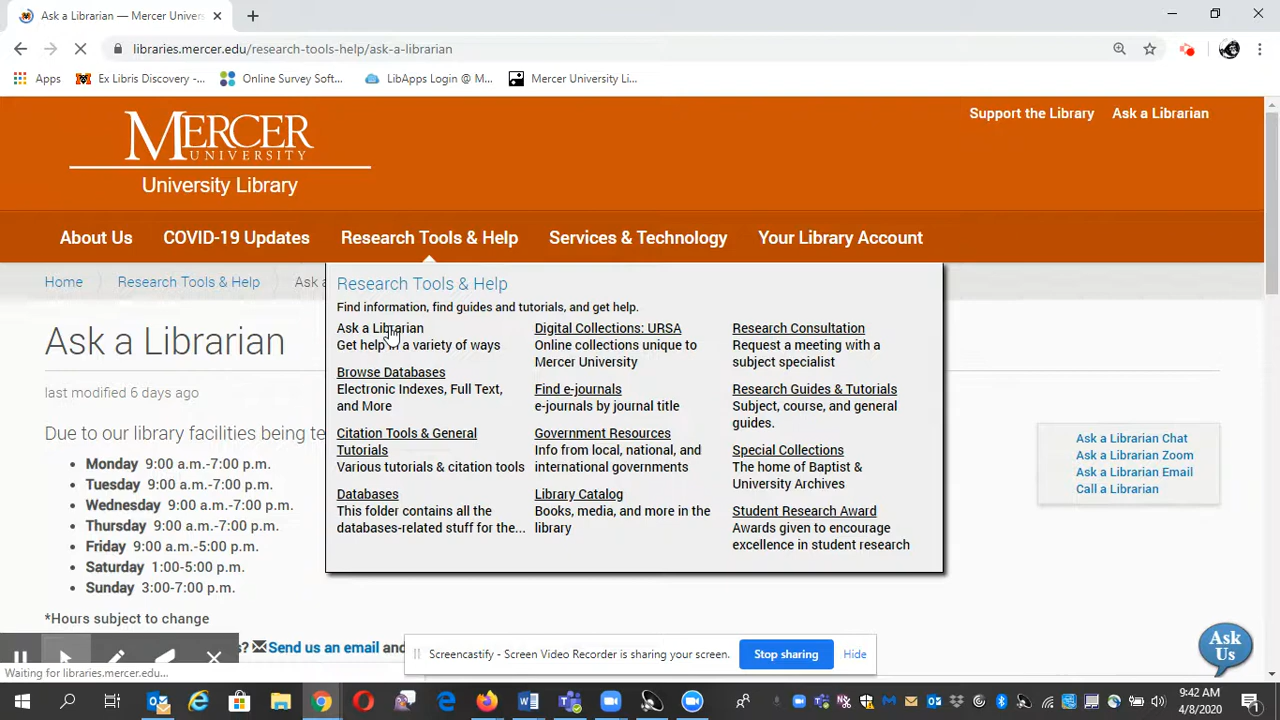 Ask a Librarian — Mercer Univers
libraries.mercer.edu/research-tools-help/ask-a-librarian
Apps Ex Libris Discovery -... Online Survey Soft... LibApps Login @ M... Mercer University Li...
Support the Library Ask a Librarian
MERCER
UNIVERSITY
University Library
About Us COVID-19 Updates Research Tools & Help Services & Technology Your Library Account
Home Research Tools & Help Ask a
Research Tools & Help
Find information, find guides and tutorials, and get help.
Ask a Librarian
Get help in a variety of ways
Browse Databases
Electronic Indexes, Full Text,
and More
Citation Tools & General
Tutorials
Various tutorials & citation tools
Databases
This folder contains all the
databases-related stuff for the...
Digital Collections: URSA
Online collections unique to
Mercer University
Find e-journals
e-journals by journal title
Government Resources
Info from local, national, and
international governments
Library Catalog
Books, media, and more in the
library
Research Consultation
Request a meeting with a
subject specialist
Research Guides & Tutorials
Subject, course, and general
guides.
Special Collections
The home of Baptist &
University Archives
Student Research Award
Awards given to encourage
excellence in student research
Ask a Librarian
last modified 6 days ago
Due to our library facilities being te
Monday 9:00 a.m.-7:00 p.m.
Tuesday 9:00 a.m.-7:00 p.m.
Wednesday 9:00 a.m.-7:00 p.m.
Thursday 9:00 a.m.-7:00 p.m.
Friday 9:00 a.m.-5:00 p.m.
Saturday 1:00-5:00 p.m.
Sunday 3:00-7:00 p.m.
*Hours subject to change
Ask a Librarian Chat
Ask a Librarian Zoom
Ask a Librarian Email
Call a Librarian
s? Send us an email and
Screencastify - Screen Video Recorder is sharing your screen. Stop sharing Hide
Ask
Us
Waiting for libraries.mercer.edu...
9:42 AM
4/8/2020